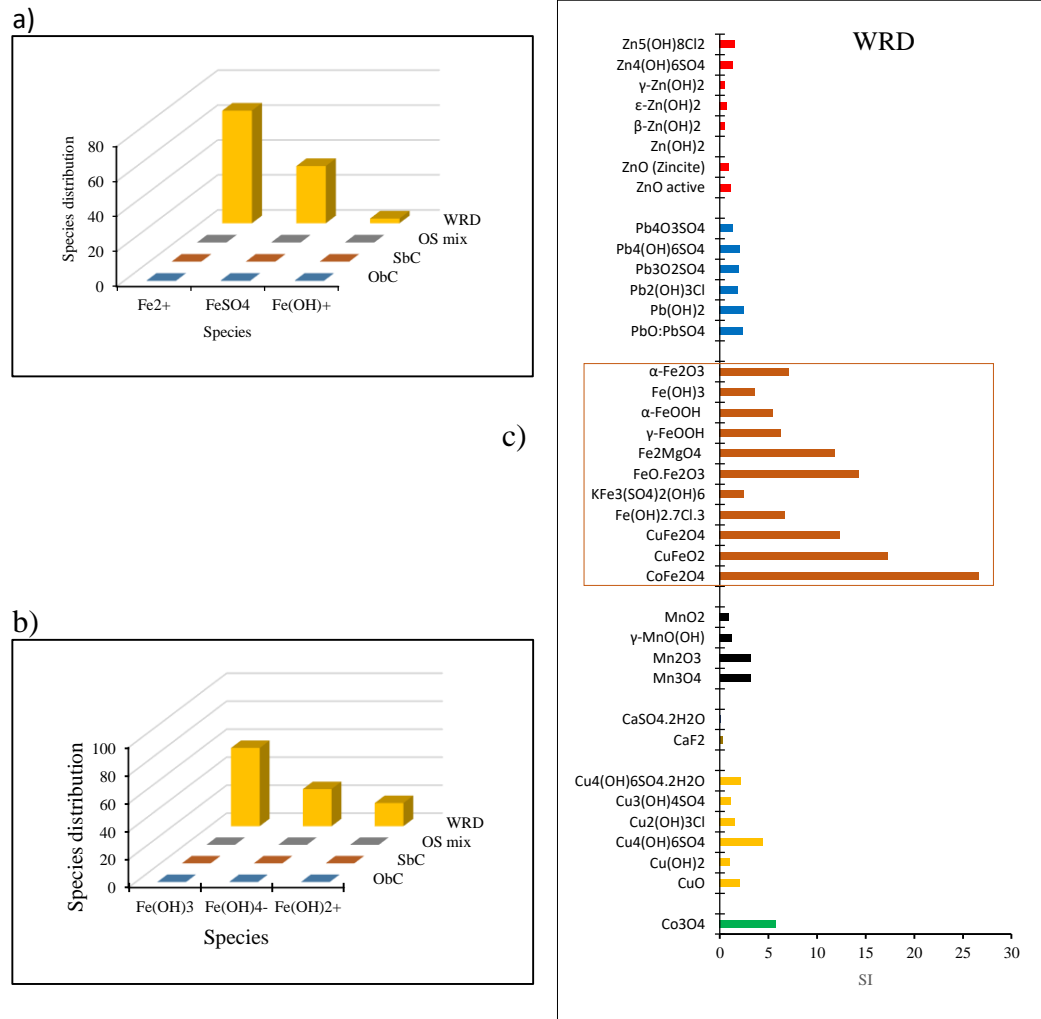 a)
80
60
40
20
0
Species distribution
WRD
OS mix
SbC
ObC
Fe2+ FeSO4 Fe(OH)+
Species
b)
100
80
60
40
20
0
Species distribution
WRD
OS mix
SbC
ObC
Fe(OH)3 Fe(OH)4- Fe(OH)2+
Species
c)
WRD
Zn5(OH)8Cl2
Zn4(OH)6SO4
γ-Zn(OH)2
ε-Zn(OH)2
β-Zn(OH)2
Zn(OH)2
ZnO (Zincite)
ZnO active
Pb4O3SO4
Pb4(OH)6SO4
Pb3O2SO4
Pb2(OH)3Cl
Pb(OH)2
PbO:PbSO4
α-Fe2O3
Fe(OH)3
α-FeOOH
γ-FeOOH
Fe2MgO4
FeO.Fe2O3
KFe3(SO4)2(OH)6
Fe(OH)2.7Cl.3
CuFe2O4
CuFeO2
CoFe2O4
MnO2
γ-MnO(OH)
Mn2O3
Mn3O4
CaSO4.2H2O
CaF2
Cu4(OH)6SO4.2H2O
Cu3(OH)4SO4
Cu2(OH)3Cl
Cu4(OH)6SO4
Cu(OH)2
CuO
Co3O4
0 5 10 15 20 25 30
SI